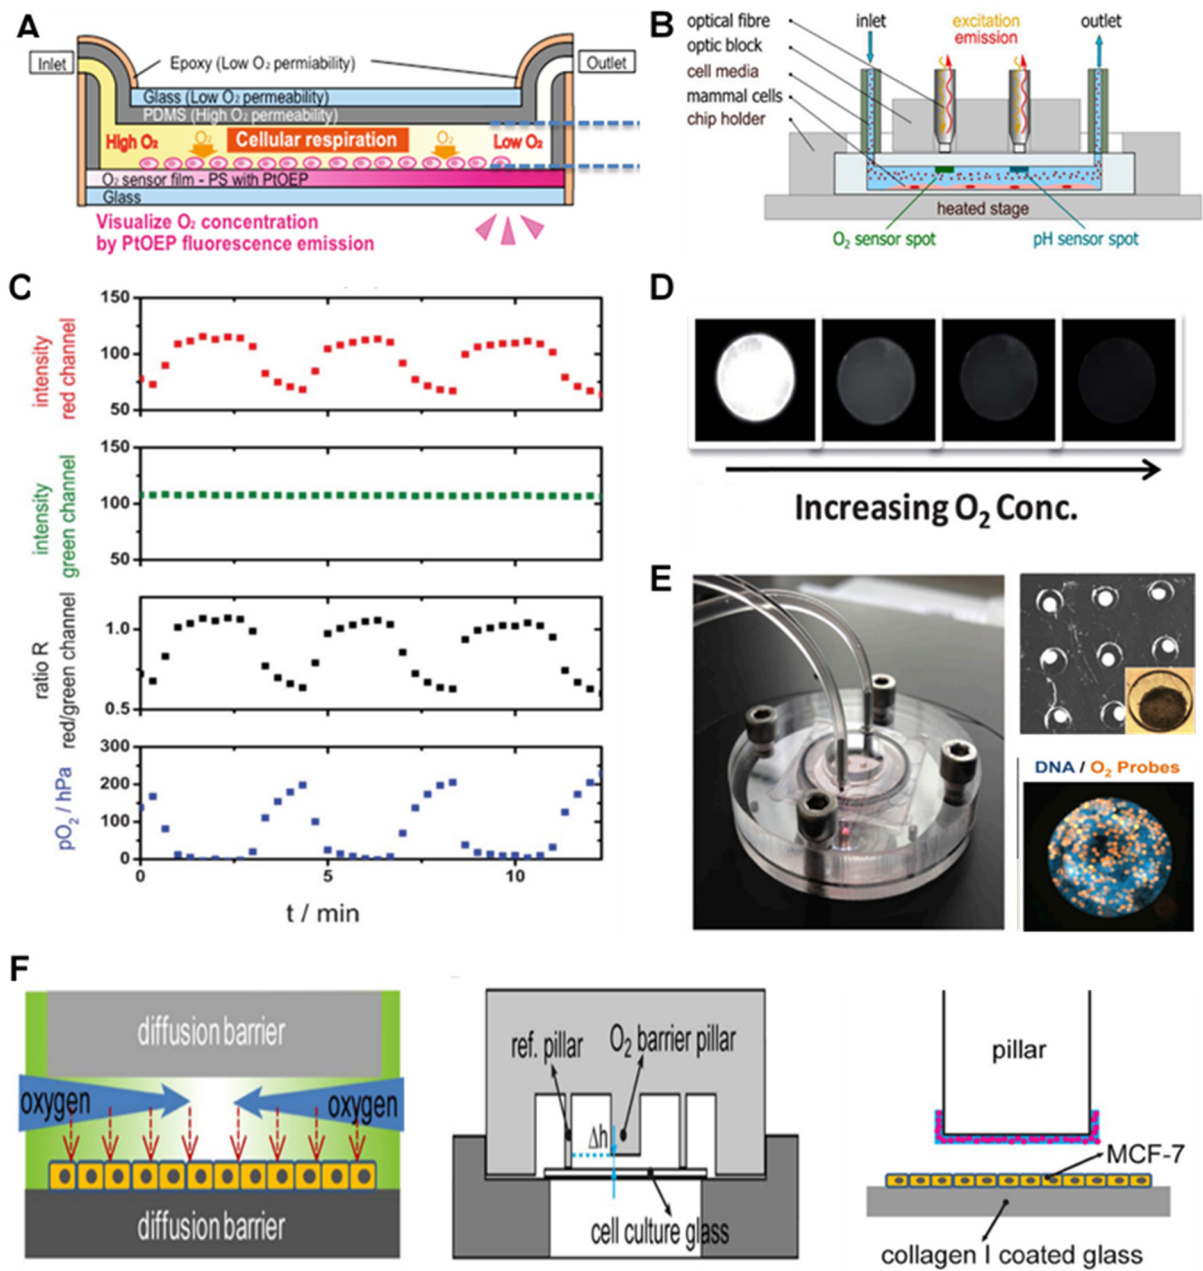 A
Inlet
Epoxy (Low O₂ permiability)
Outlet
Glass (Low O₂ permeability)
PDMS (High O₂ permeability)
High O₂
O₂
Cellular respiration
O₂
Low O₂
O₂ sensor film - PS with PtOEP
Glass
Visualize O₂ concentration
by PtOEP fluorescence emission
B
optical fibre
optic block
cell media
mammal cells
chip holder
inlet
excitation
emission
outlet
heated stage
O₂ sensor spot
pH sensor spot
C
intensity
red channel
150
100
50
intensity
green channel
150
100
50
ratio R
red/green channel
1.0
0.5
pO₂ / hPa
300
200
100
0
0
5
10
t / min
D
Increasing O₂ Conc.
E
DNA / O₂ Probes
F
diffusion barrier
oxygen
oxygen
diffusion barrier
ref. pillar
O₂ barrier pillar
Δh
cell culture glass
pillar
MCF-7
collagen I coated glass